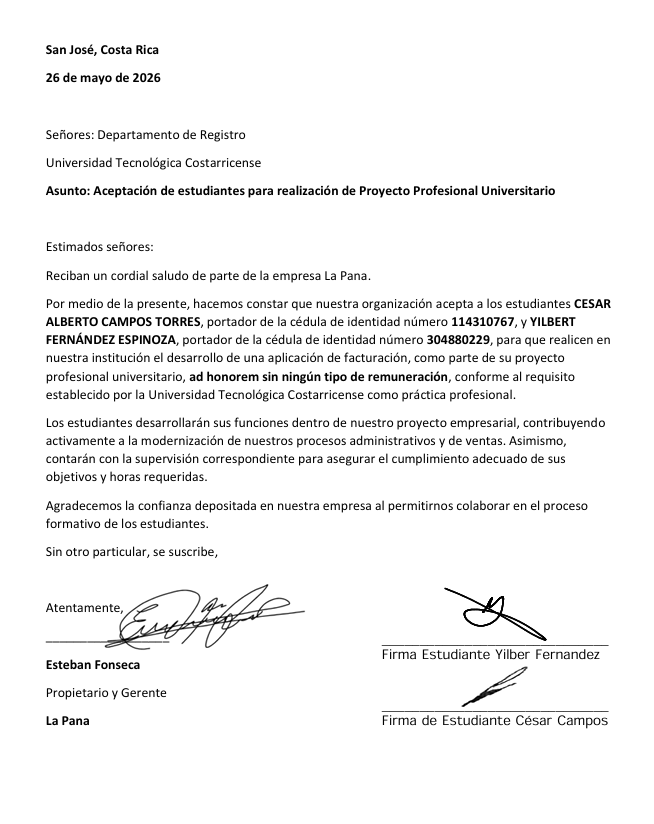 San José, Costa Rica
26 de mayo de 2026
Señores: Departamento de Registro
Universidad Tecnológica Costarricense
Asunto: Aceptación de estudiantes para realización de Proyecto Profesional Universitario
Estimados señores:
Reciban un cordial saludo de parte de la empresa La Pana.
Por medio de la presente, hacemos constar que nuestra organización acepta a los estudiantes CESAR
ALBERTO CAMPOS TORRES, portador de la cédula de identidad número 114310767, y YILBERT
FERNÁNDEZ ESPINOZA, portador de la cédula de identidad número 304880229, para que realicen en
nuestra institución el desarrollo de una aplicación de facturación, como parte de su proyecto
profesional universitario, ad honorem sin ningún tipo de remuneración, conforme al requisito
establecido por la Universidad Tecnológica Costarricense como práctica profesional.
Los estudiantes desarrollarán sus funciones dentro de nuestro proyecto empresarial, contribuyendo
activamente a la modernización de nuestros procesos administrativos y de ventas. Asimismo,
contarán con la supervisión correspondiente para asegurar el cumplimiento adecuado de sus
objetivos y horas requeridas.
Agradecemos la confianza depositada en nuestra empresa al permitirnos colaborar en el proceso
formativo de los estudiantes.
Sin otro particular, se suscribe,
Atentamente,
Esteban Fonseca
Propietario y Gerente
La Pana
Firma Estudiante Yilber Fernandez
Firma de Estudiante César Campos